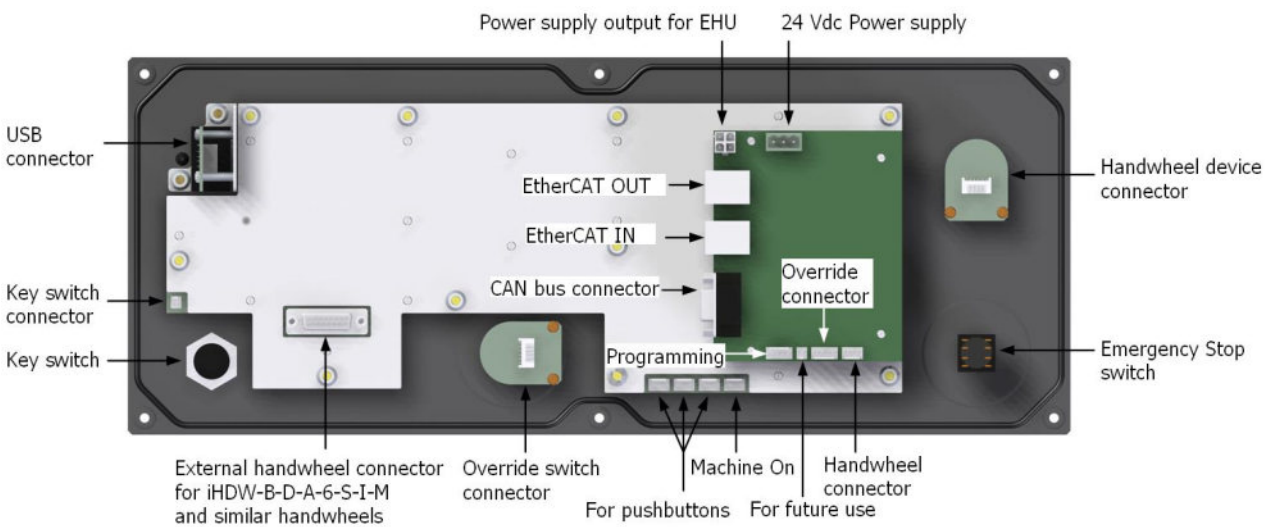 Power supply output for EHU
24 Vdc Power supply
USB
connector
Handwheel device
connector
EtherCAT OUT
EtherCAT IN
Override
connector
CAN bus connector
Key switch
connector
Key switch
Programming
Emergency Stop
switch
External handwheel connector
for iHDW-B-D-A-6-S-I-M
and similar handwheels
Override switch
connector
For pushbuttons
Machine On
For future use
Handwheel
connector